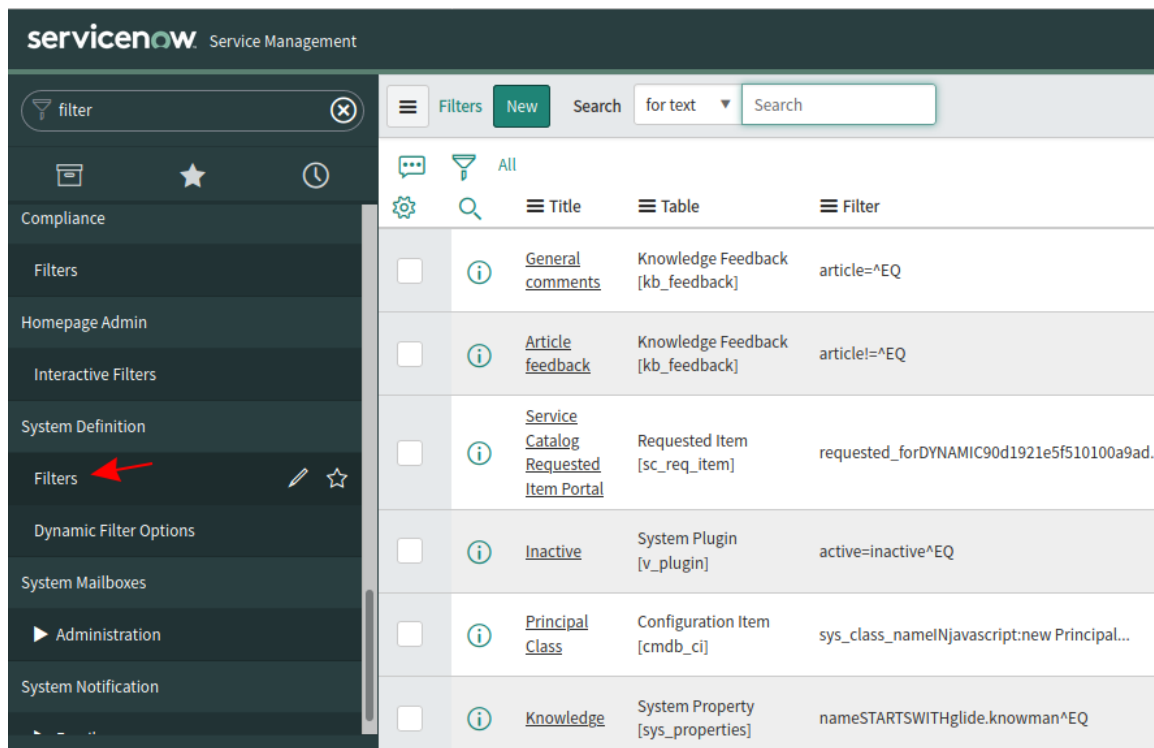 servicenow. Service Management
filter
Filters New Search for text Search
All
Title Table Filter
Compliance
Filters
Homepage Admin
Interactive Filters
System Definition
Filters
Dynamic Filter Options
System Mailboxes
Administration
System Notification
General
comments
Knowledge Feedback
[kb_feedback]
article=^EQ
Article
feedback
Knowledge Feedback
[kb_feedback]
article!=^EQ
Service
Catalog
Requested
Item Portal
Requested Item
[sc_req_item]
requested_forDYNAMIC90d1921e5f510100a9ad.
Inactive
System Plugin
[v_plugin]
active=inactive^EQ
Principal
Class
Configuration Item
[cmdb_ci]
sys_class_nameINjavascript:new Principal...
Knowledge
System Property
[sys_properties]
nameSTARTSWITHglide.knowman^EQ